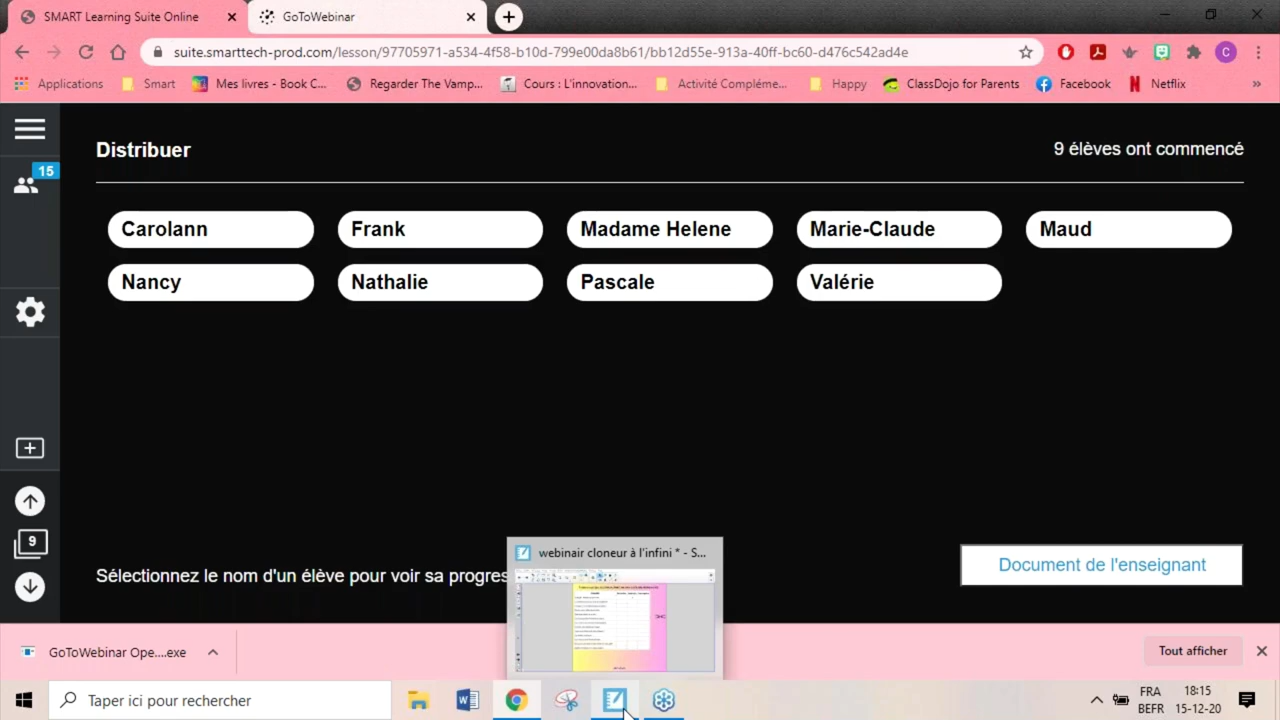 SMART Learning Suite Online
GoToWebinar
suite.smarttech-prod.com/lesson/97705971-a534-4f58-b10d-799e00da8b61/bb12d55e-913a-40ff-bc60-d476c542ad4e
C
Applications
Smart
Mes livres - Book C...
Regarder The Vamp...
Cours : L'innovation...
Activité Compléme...
Happy
ClassDojo for Parents
Facebook
Netflix
»
15
Distribuer
9 élèves ont commencé
Carolann
Frank
Madame Helene
Marie-Claude
Maud
Nancy
Nathalie
Pascale
Valérie
9
webinair cloneur à l'infini * - S...
Sélectionnez le nom d'un élève pour voir sa progres
Document de l'enseignant
GoToWebinar Ope....exe
Tout afficher
Taper ici pour rechercher
FRA
BEFR
18:15
15-12-20